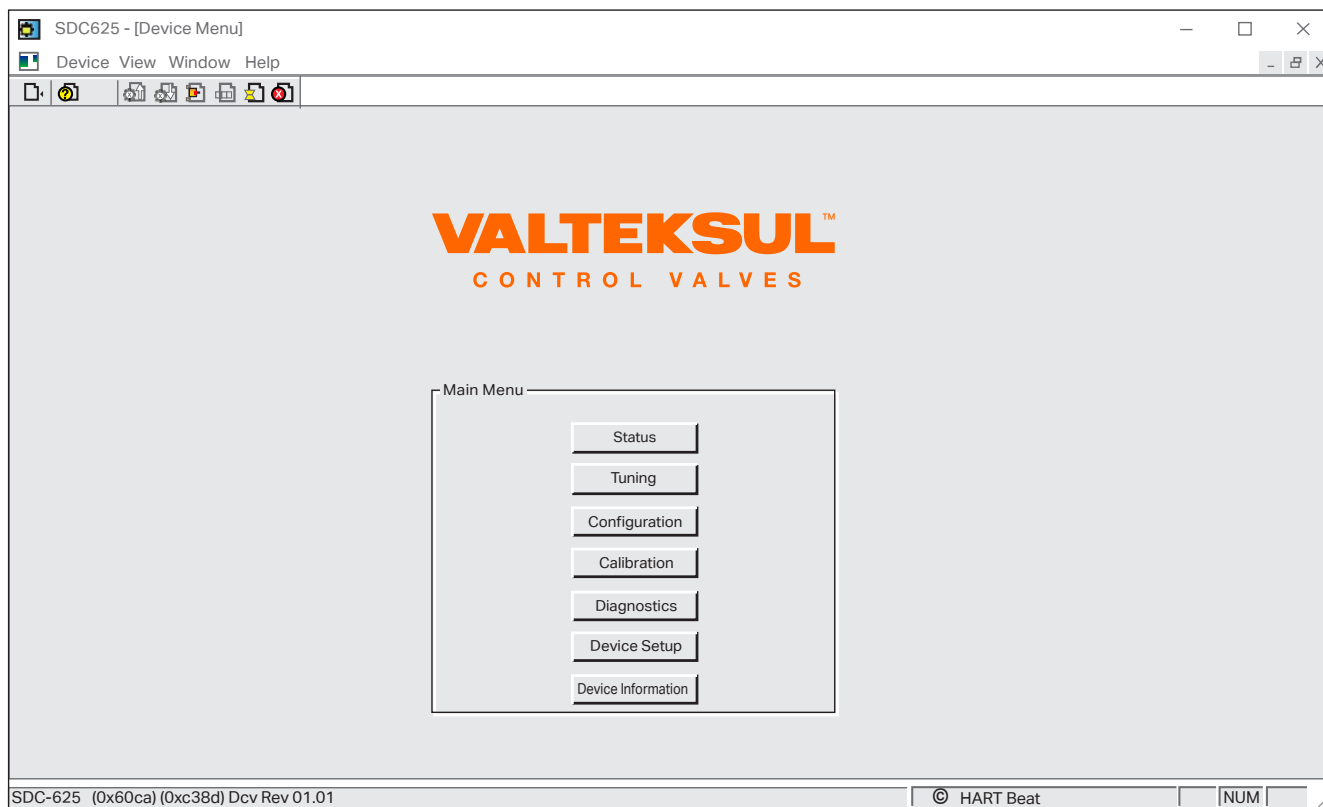 SDC625 - [Device Menu]
Device View Window Help
VALTEKSUL™
CONTROL VALVES
Main Menu
Status
Tuning
Configuration
Calibration
Diagnostics
Device Setup
Device Information
SDC-625 (0x60ca) (0xc38d) Dcv Rev 01.01
© HART Beat
NUM